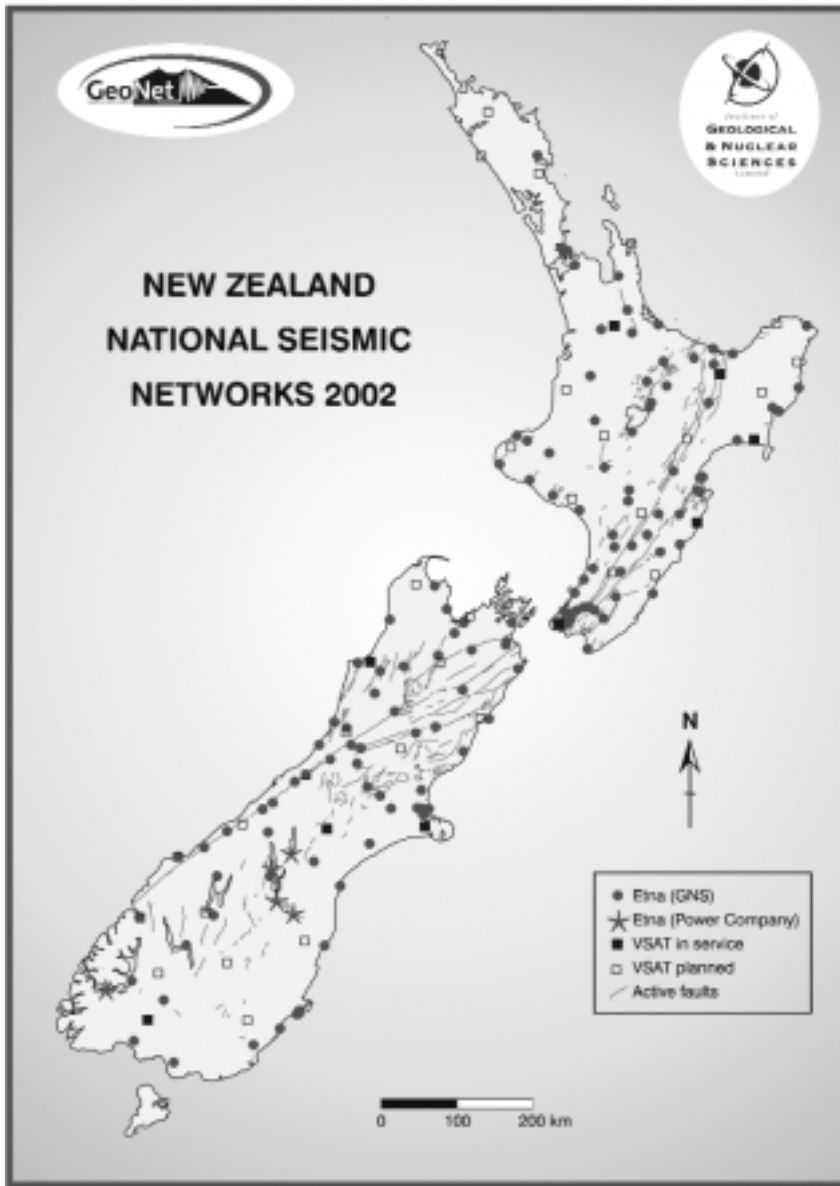 GeoNet
Institute of
GEOLOGICAL
& NUCLEAR
SCIENCES
Limited
NEW ZEALAND
NATIONAL SEISMIC
NETWORKS 2002
N
Etna (GNS)
Etna (Power Company)
VSAT in service
VSAT planned
Active faults
0 100 200 km